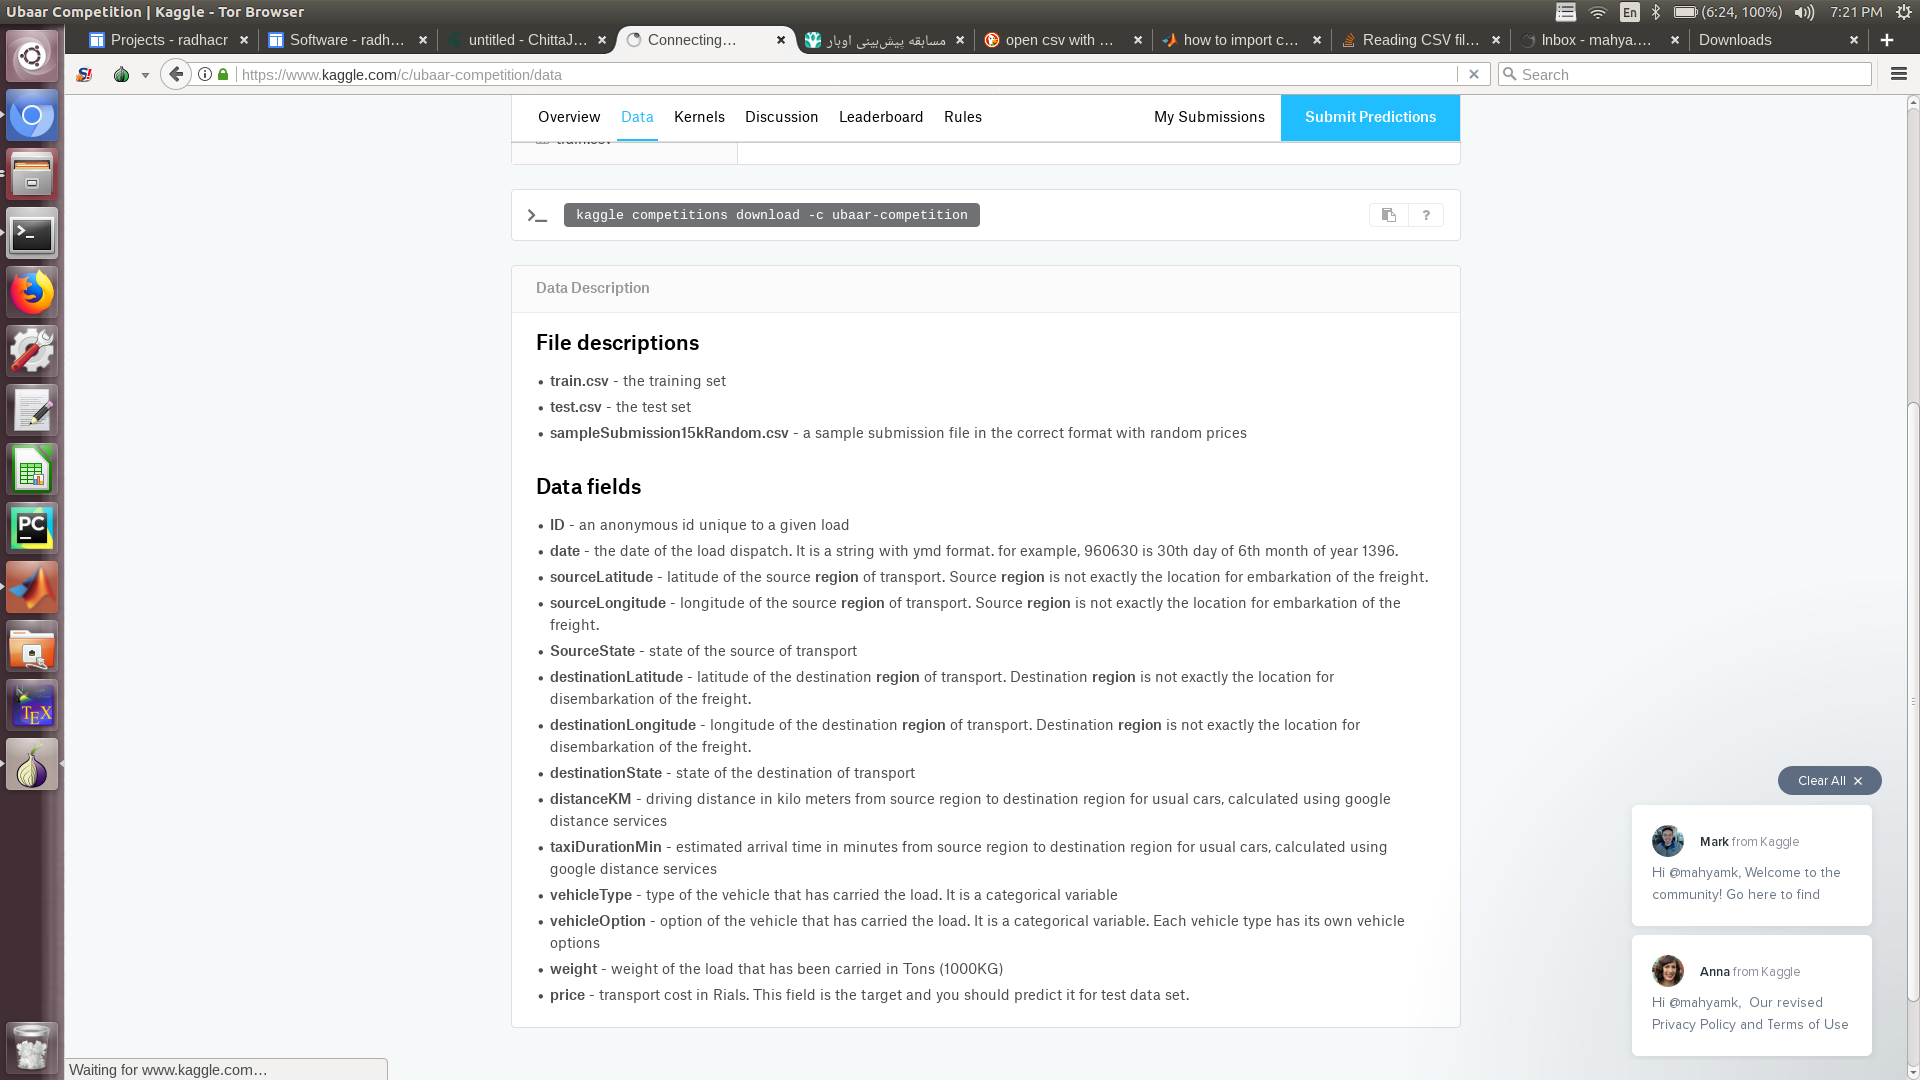 Ubaar Competition | Kaggle - Tor Browser
En
(6:24, 100%)
7:21 PM
Projects - radhacr
Software - radh...
untitled - ChittaJ...
Connecting...
مسابقه پیش‌بینی اوبار
open csv with ...
how to import c...
Reading CSV fil...
Inbox - mahya....
Downloads
https://www.kaggle.com/c/ubaar-competition/data
Search
Overview
Data
Kernels
Discussion
Leaderboard
Rules
My Submissions
Submit Predictions
train.csv
>_ kaggle competitions download -c ubaar-competition
?
Data Description
File descriptions
• train.csv - the training set
• test.csv - the test set
• sampleSubmission15kRandom.csv - a sample submission file in the correct format with random prices
Data fields
• ID - an anonymous id unique to a given load
• date - the date of the load dispatch. It is a string with ymd format. for example, 960630 is 30th day of 6th month of year 1396.
• sourceLatitude - latitude of the source region of transport. Source region is not exactly the location for embarkation of the freight.
• sourceLongitude - longitude of the source region of transport. Source region is not exactly the location for embarkation of the
freight.
• SourceState - state of the source of transport
• destinationLatitude - latitude of the destination region of transport. Destination region is not exactly the location for
disembarkation of the freight.
• destinationLongitude - longitude of the destination region of transport. Destination region is not exactly the location for
disembarkation of the freight.
• destinationState - state of the destination of transport
• distanceKM - driving distance in kilo meters from source region to destination region for usual cars, calculated using google
distance services
• taxiDurationMin - estimated arrival time in minutes from source region to destination region for usual cars, calculated using
google distance services
• vehicleType - type of the vehicle that has carried the load. It is a categorical variable
• vehicleOption - option of the vehicle that has carried the load. It is a categorical variable. Each vehicle type has its own vehicle
options
• weight - weight of the load that has been carried in Tons (1000KG)
• price - transport cost in Rials. This field is the target and you should predict it for test data set.
Clear All ×
Mark from Kaggle
Hi @mahyamk, Welcome to the
community! Go here to find
Anna from Kaggle
Hi @mahyamk, Our revised
Privacy Policy and Terms of Use
PC
TEX
Waiting for www.kaggle.com...